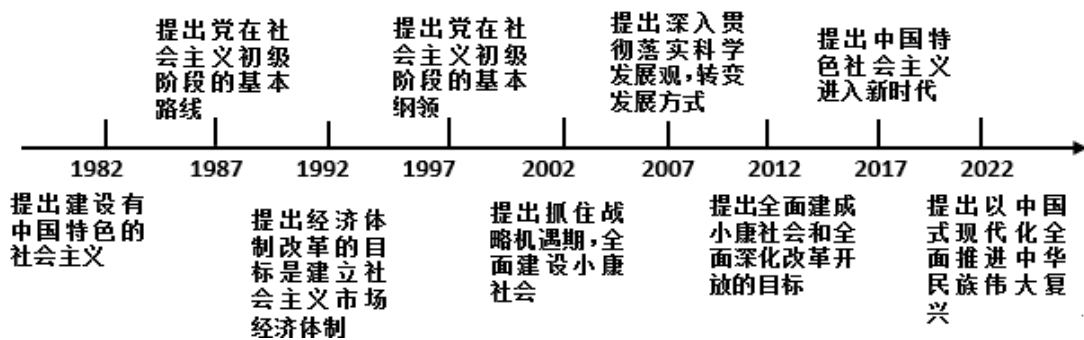 提出党在社
会主义初级
阶段的基本
路线
提出党在社
会主义初级
阶段的基本
纲领
提出深入贯
彻落实科学
发展观，转变
发展方式
提出中国特
色社会主义
进入新时代
1982
1987
1992
1997
2002
2007
2012
2017
2022
提出建设有
中国特色的
社会主义
提出经济体
制改革的目
标是建立社
会主义市场
经济体制
提出抓住战
略机遇期，全
面建设小康
社会
提出全面建成
小康社会和全
面深化改革开
放的目标
提出以中国
式现代化全
面推进中华
民族伟大复
兴